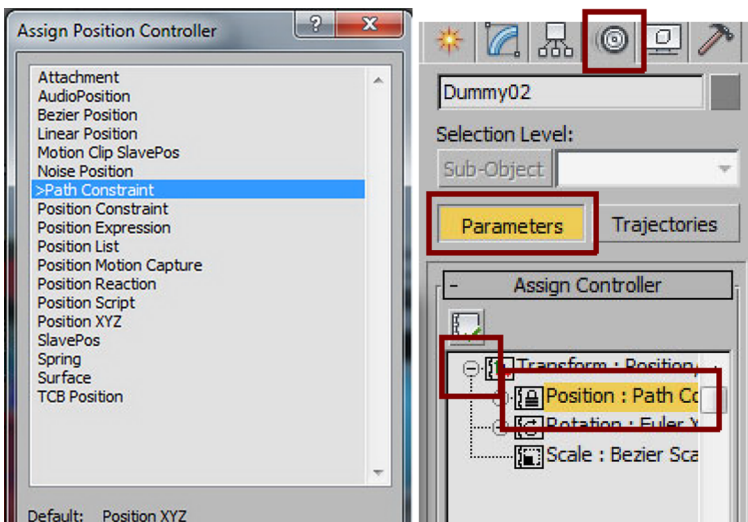 Assign Position Controller
Attachment
AudioPosition
Bezier Position
Linear Position
Motion Clip SlavePos
Noise Position
>Path Constraint
Position Constraint
Position Expression
Position List
Position Motion Capture
Position Reaction
Position Script
Position XYZ
SlavePos
Spring
Surface
TCB Position
Default: Position XYZ
Dummy02
Selection Level:
Sub-Object
Parameters
Trajectories
- Assign Controller
Transform : Position/
Position : Path Co
Rotation : Euler X
Scale : Bezier Sca